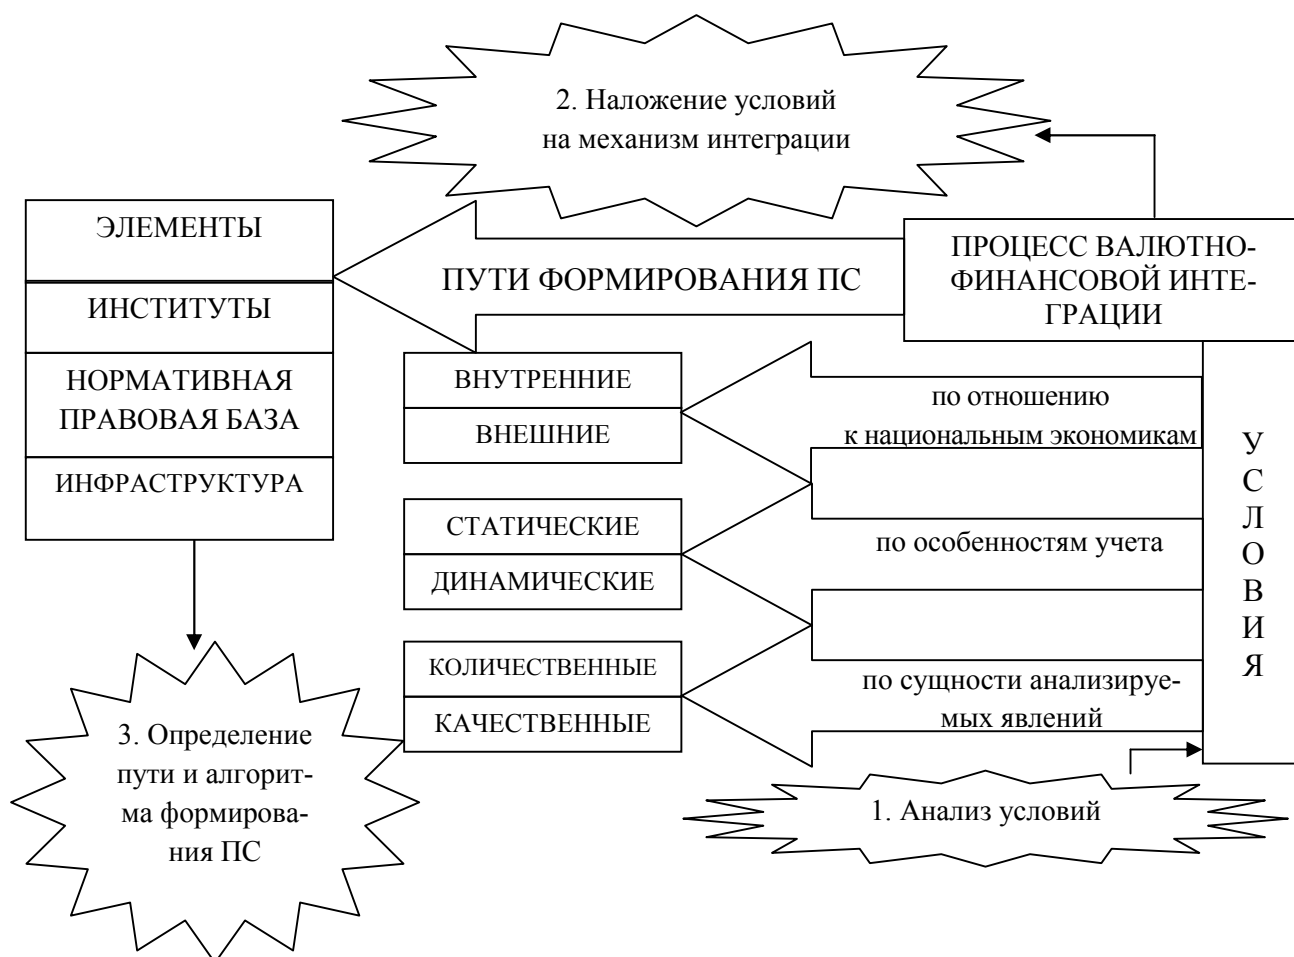 2. Наложение условий
на механизм интеграции
ЭЛЕМЕНТЫ
ИНСТИТУТЫ
НОРМАТИВНАЯ
ПРАВОВАЯ БАЗА
ИНФРАСТРУКТУРА
ПУТИ ФОРМИРОВАНИЯ ПС
ПРОЦЕСС ВАЛЮТНО-
ФИНАНСОВОЙ ИНТЕ-
ГРАЦИИ
ВНУТРЕННИЕ
ВНЕШНИЕ
по отношению
к национальным экономикам
СТАТИЧЕСКИЕ
ДИНАМИЧЕСКИЕ
по особенностям учета
КОЛИЧЕСТВЕННЫЕ
КАЧЕСТВЕННЫЕ
по сущности анализируе-
мых явлений
У
С
Л
О
В
И
Я
3. Определение
пути и алгорит-
ма формирова-
ния ПС
1. Анализ условий